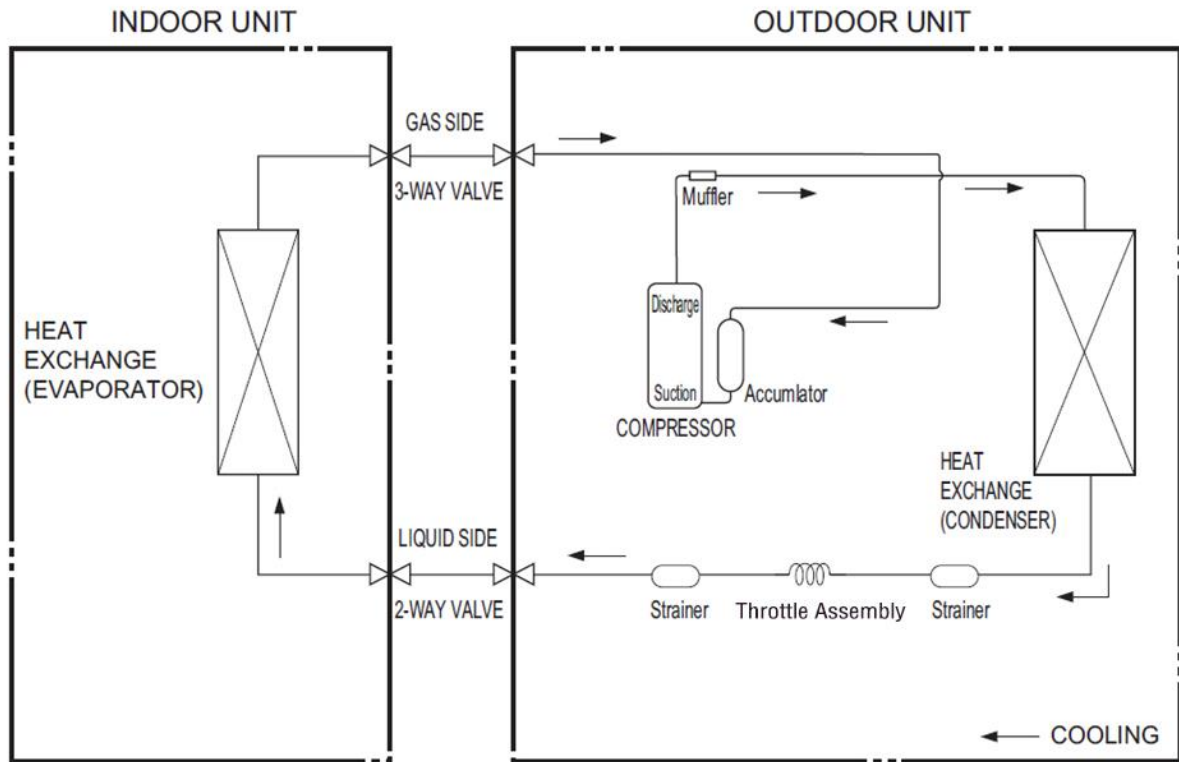 INDOOR UNIT
OUTDOOR UNIT
GAS SIDE
3-WAY VALVE
Muffler
Discharge
Suction
Accumlator
COMPRESSOR
HEAT
EXCHANGE
(EVAPORATOR)
HEAT
EXCHANGE
(CONDENSER)
LIQUID SIDE
2-WAY VALVE
Strainer
Throttle Assembly
Strainer
COOLING